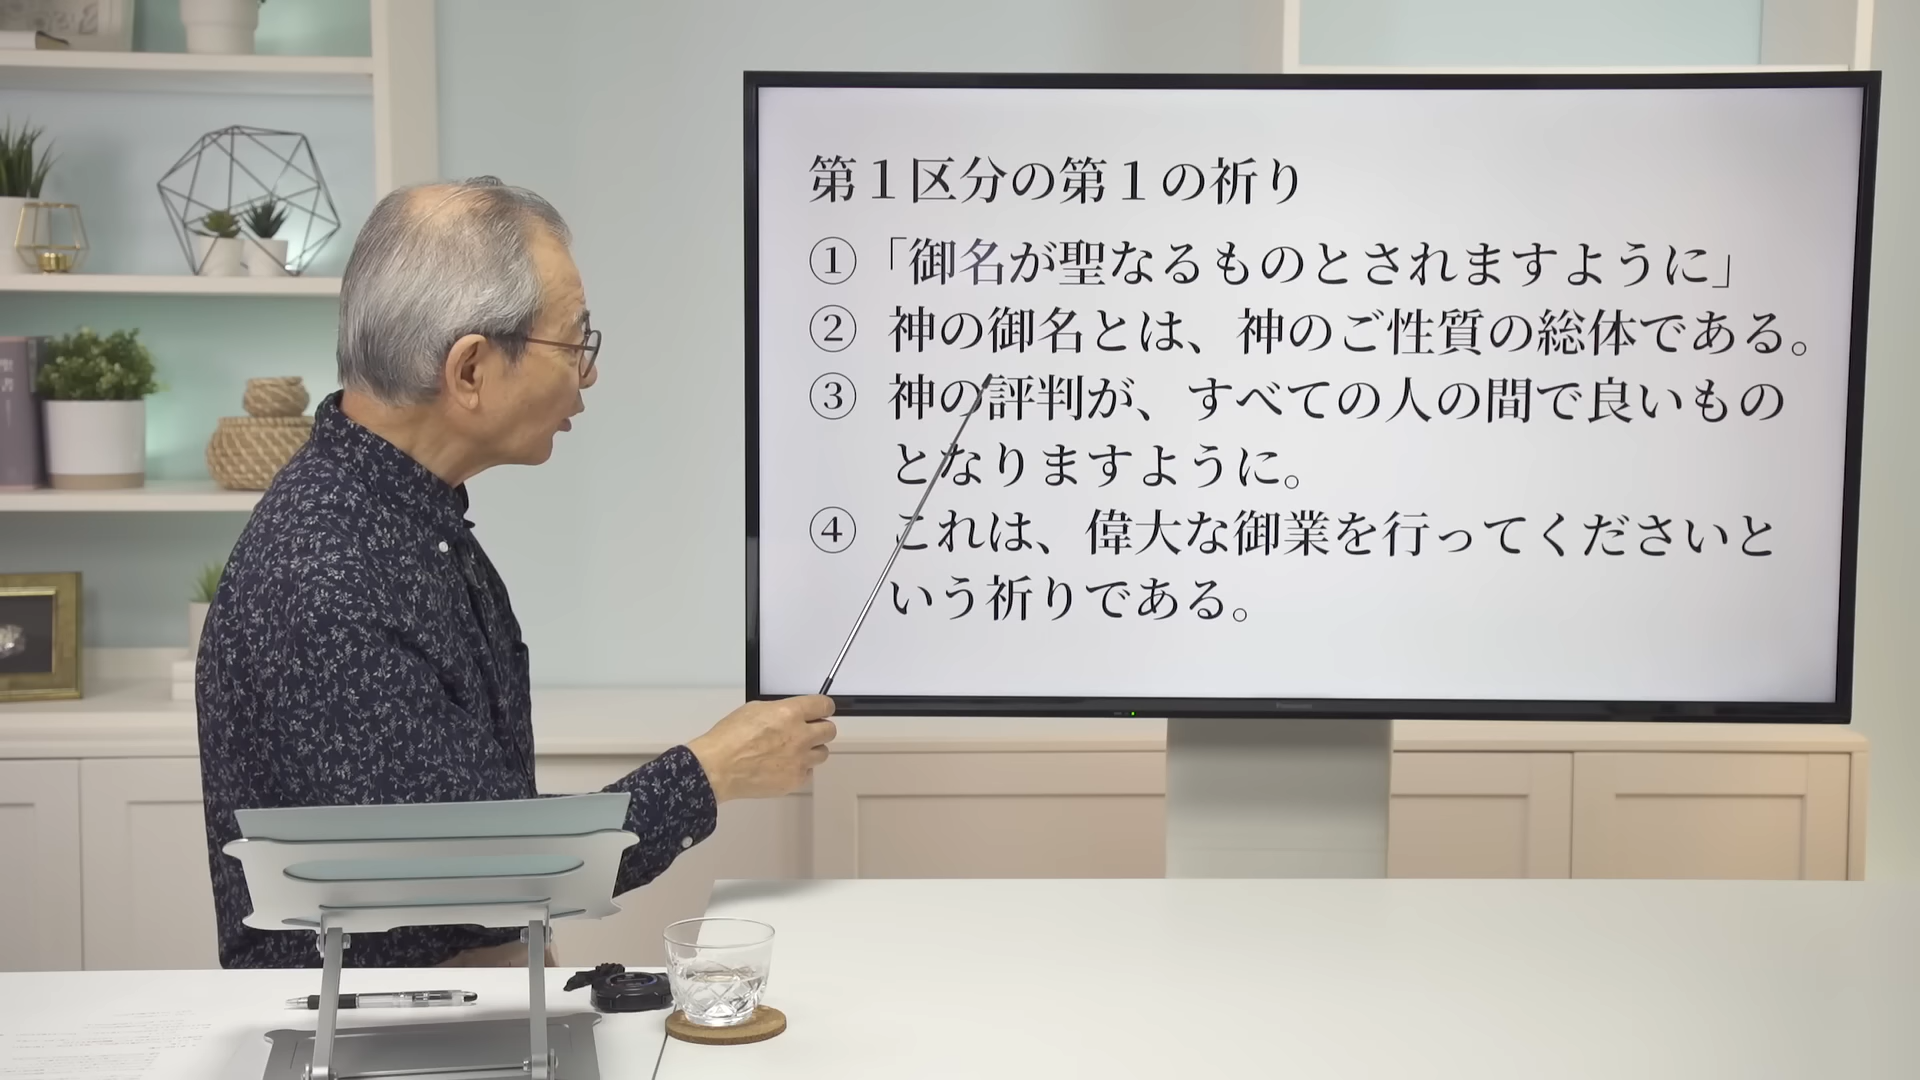 第１区分の第１の祈り
①「御名が聖なるものとされますように」
② 神の御名とは、神のご性質の総体である。
③ 神の評判が、すべての人の間で良いもの
となりますように。
④ これは、偉大な御業を行ってくださいと
いう祈りである。
Panasonic
聖書